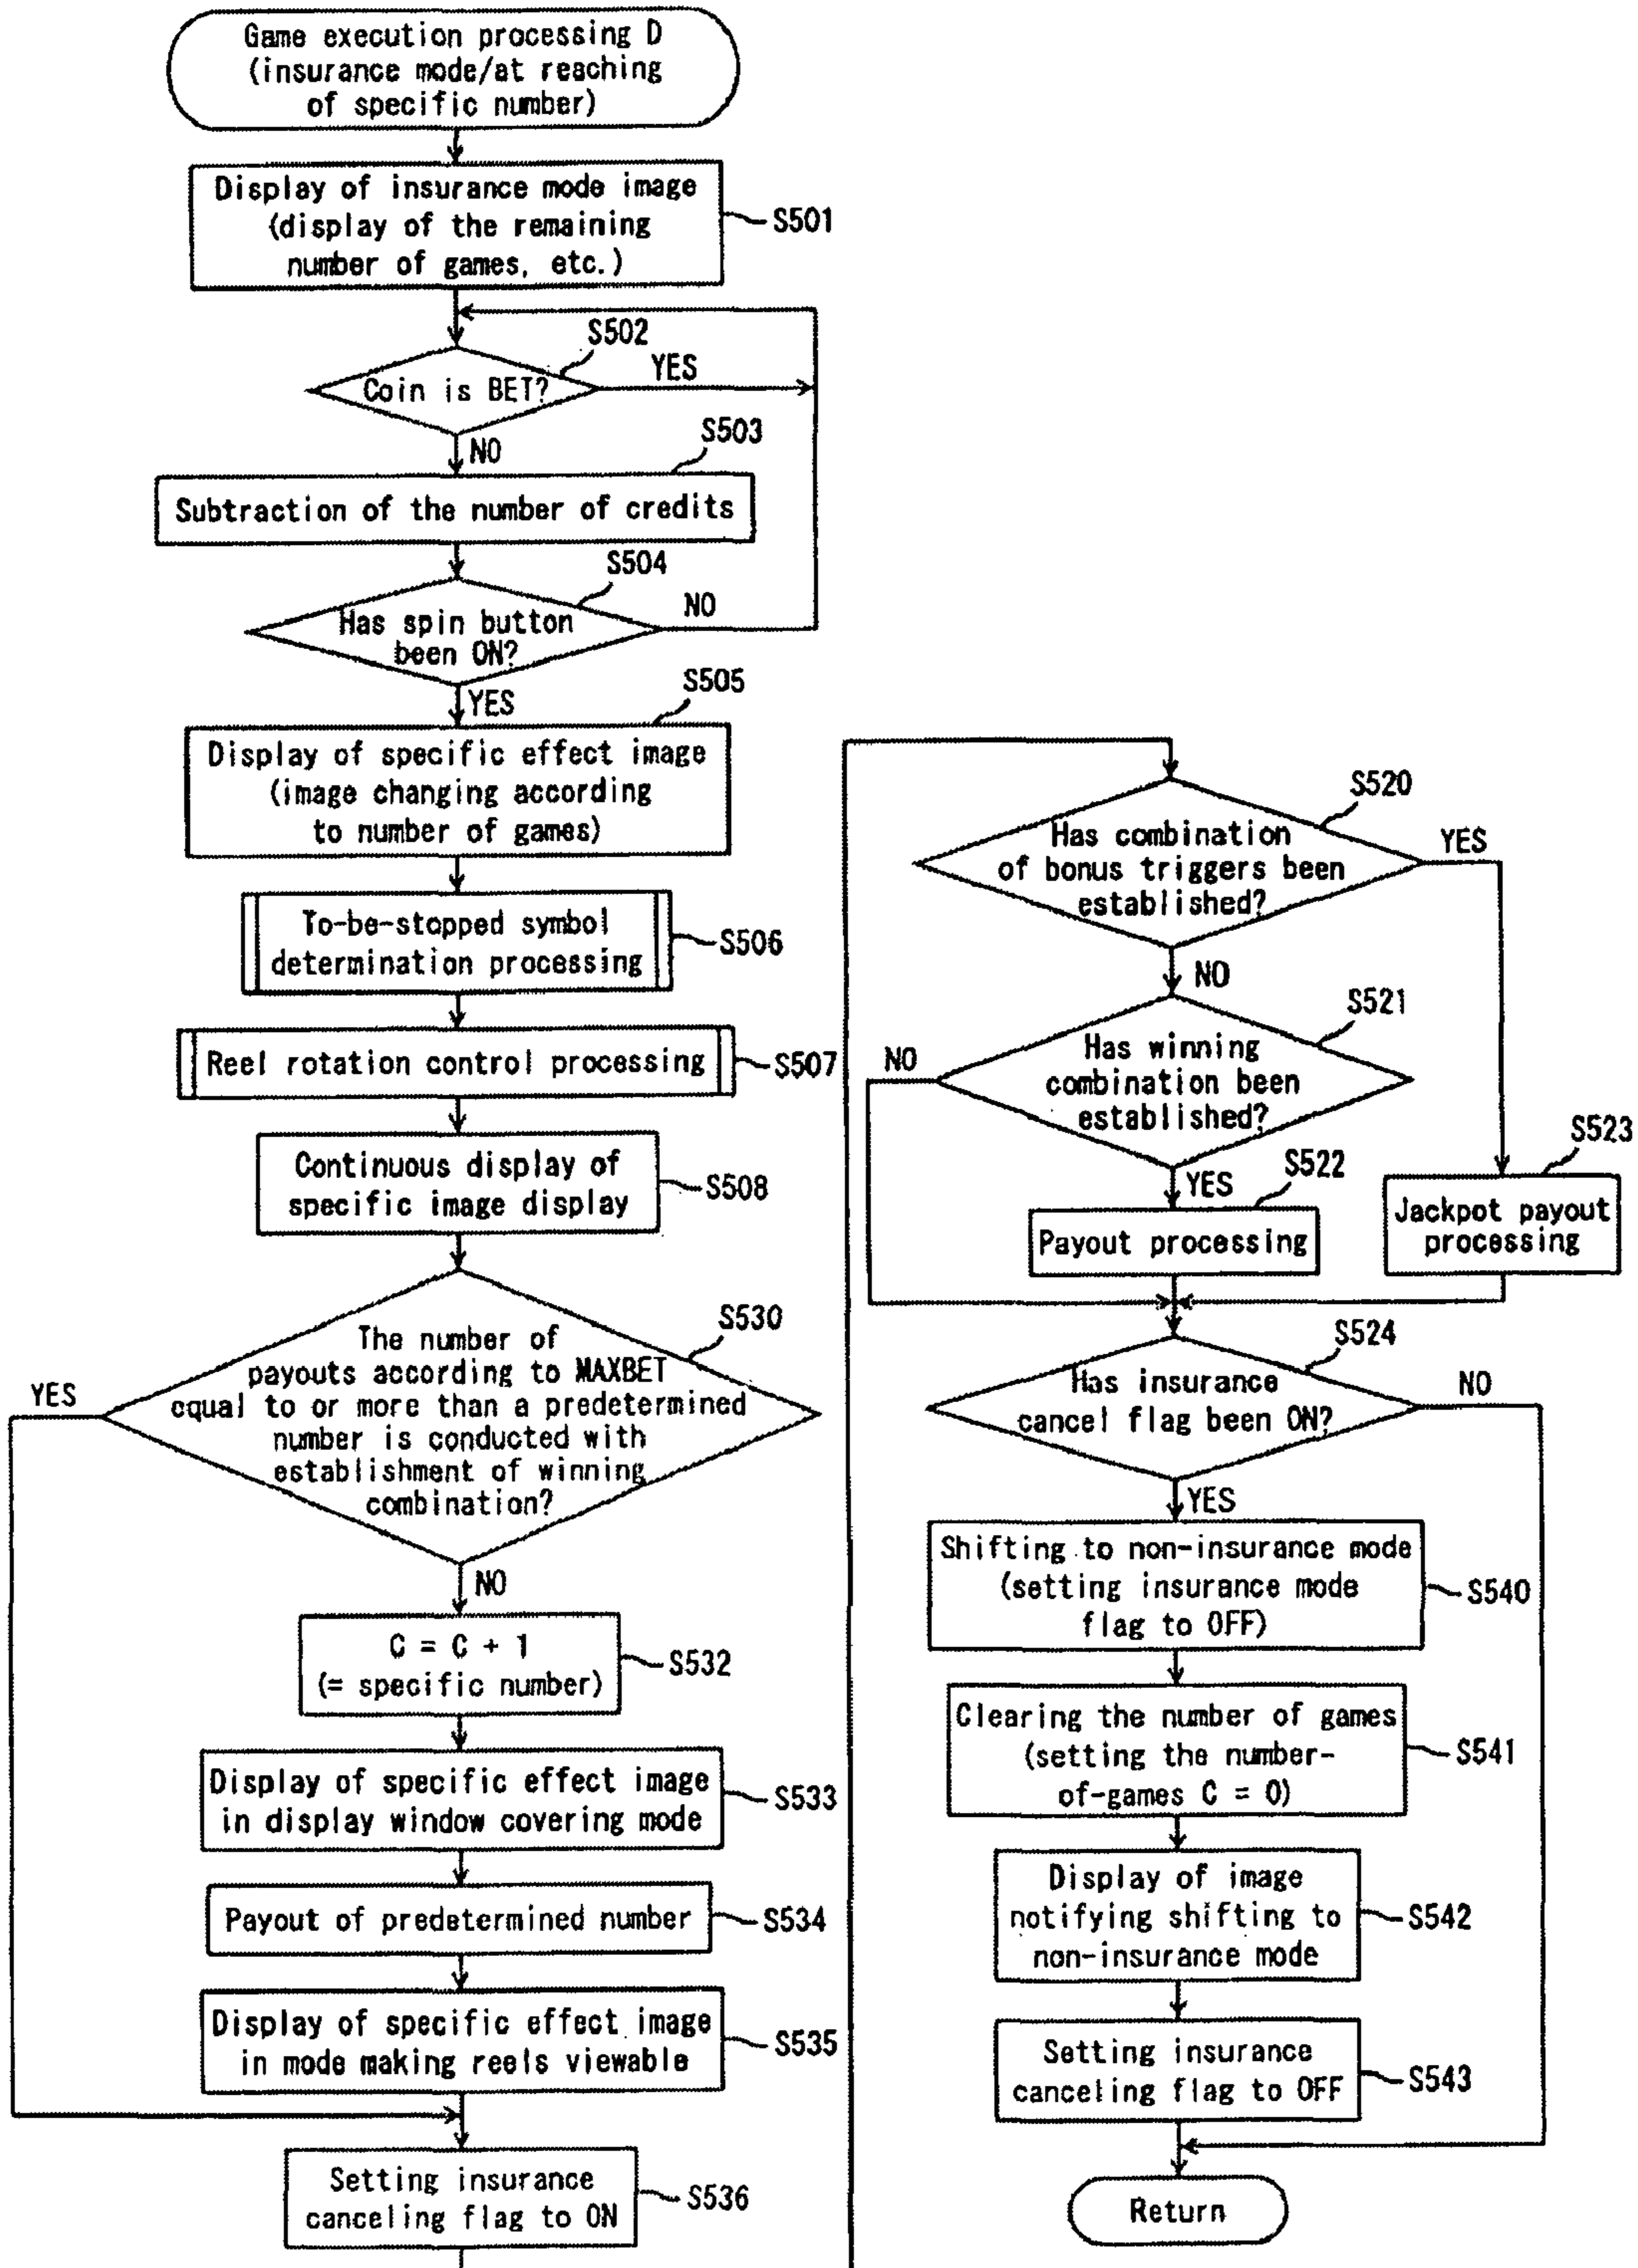 Game execution processing D
(insurance mode/at reaching
of specific number)
Display of insurance mode image
(display of the remaining
number of games, etc.)
S501
S502
Coin is BET?
YES
NO
S503
Subtraction of the number of credits
S504
Has spin button
been ON?
NO
YES
S505
Display of specific effect image
(image changing according
to number of games)
To-be-stopped symbol
determination processing
S506
Reel rotation control processing
S507
Continuous display of
specific image display
S508
S530
The number of
payouts according to MAXBET
equal to or more than a predetermined
number is conducted with
establishment of winning
combination?
YES
NO
C = C + 1
(= specific number)
S532
Display of specific effect image
in display window covering mode
S533
Payout of predetermined number
S534
Display of specific effect image
in mode making reels viewable
S535
Setting insurance
canceling flag to ON
S536
S520
Has combination
of bonus triggers been
established?
YES
NO
S521
Has winning
combination been
established?
NO
YES
S522
Payout processing
S523
Jackpot payout
processing
S524
Has insurance
cancel flag been ON?
NO
YES
Shifting to non-insurance mode
(setting insurance mode
flag to OFF)
S540
Clearing the number of games
(setting the number-
of-games C = 0)
S541
Display of image
notifying shifting to
non-insurance mode
S542
Setting insurance
canceling flag to OFF
S543
Return